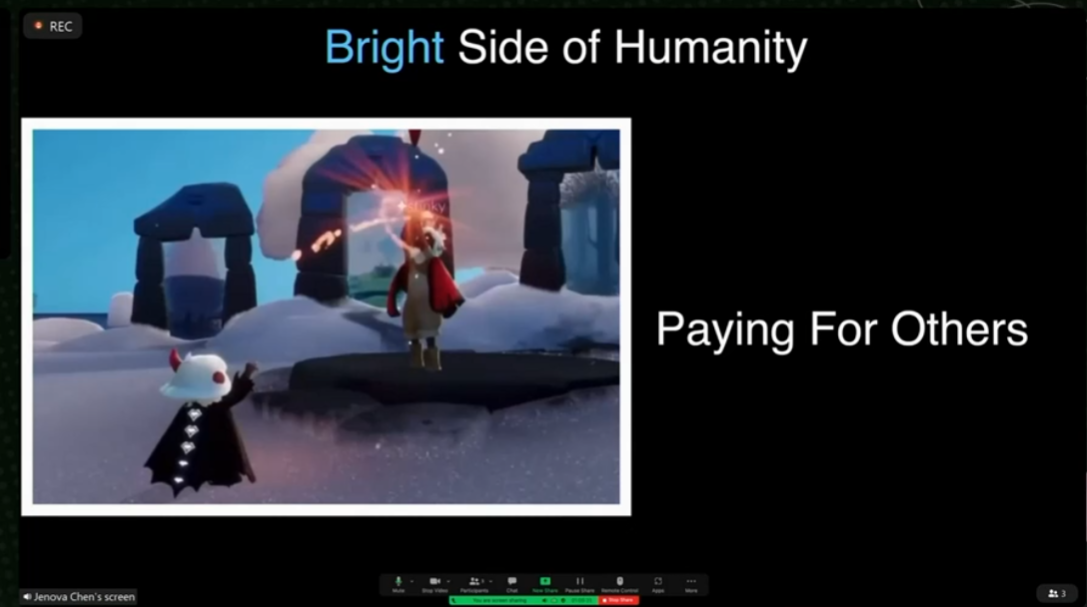 REC
Bright Side of Humanity
Paying For Others
Mute
Stop Video
Participants
Chat
New Share
Pause Share
Remote Control
Apps
More
You are screen sharing
Stop Share
Jenova Chen's screen
3